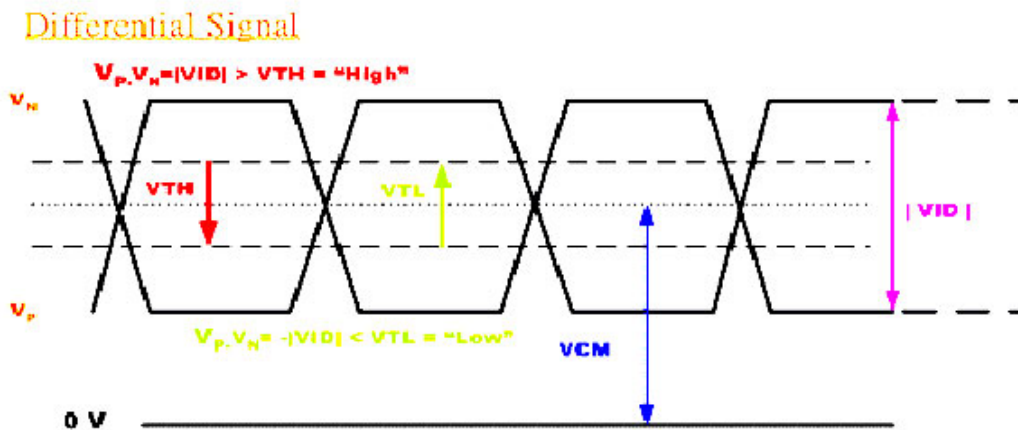 Differential Signal
VP, VN=|VID| > VTH = "High"
VN
VTH
VTL
|VID|
VP
VP, VN= -|VID| < VTL = "Low"
VCM
0 V